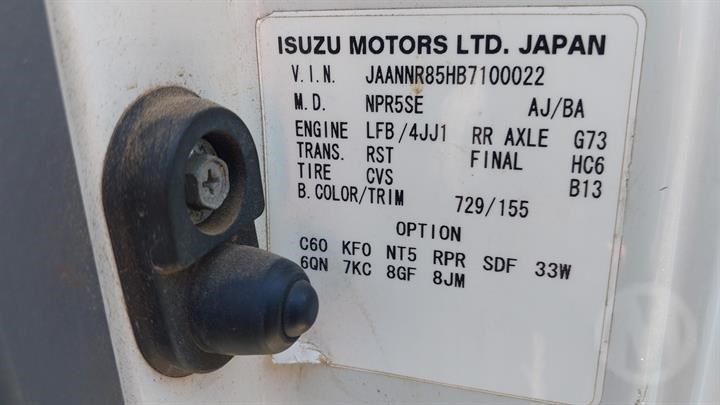 ISUZU MOTORS LTD. JAPAN
V.I.N. JAANNR85HB7100022
M.D. NPR5SE AJ/BA
ENGINE LFB/4JJ1 RR AXLE G73
TRANS. RST FINAL HC6
TIRE CVS B13
B.COLOR/TRIM 729/155
OPTION
C60 KFO NT5 RPR SDF 33W
6QN 7KC 8GF 8JM